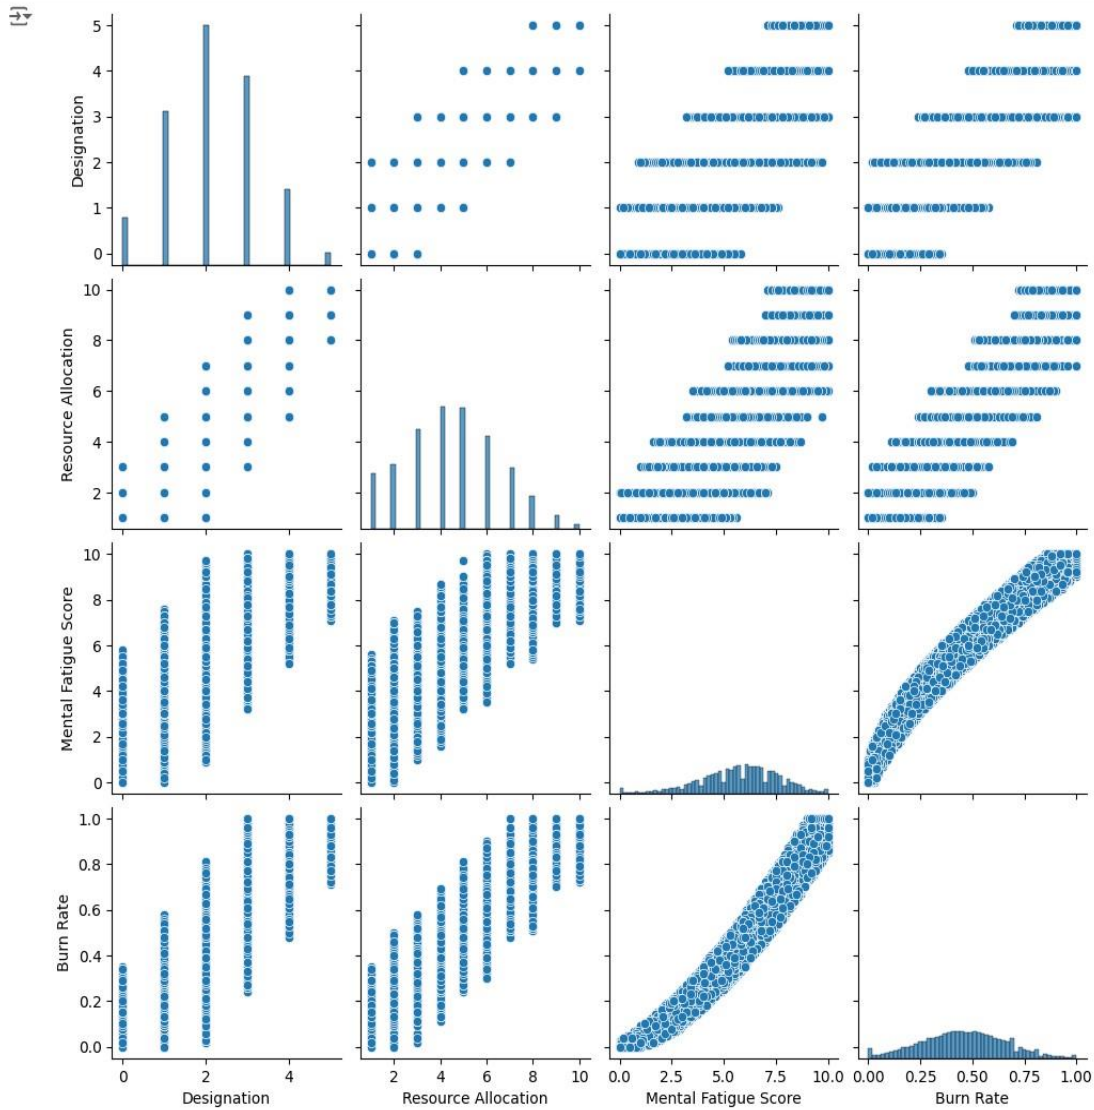 5
4
3
2
1
0
Designation
10
8
6
4
2
Resource Allocation
10
8
6
4
2
0
Mental Fatigue Score
1.0
0.8
0.6
0.4
0.2
0.0
Burn Rate
0 2 4
2 4 6 8 10
0.0 2.5 5.0 7.5 10.0
0.00 0.25 0.50 0.75 1.00
Designation
Resource Allocation
Mental Fatigue Score
Burn Rate